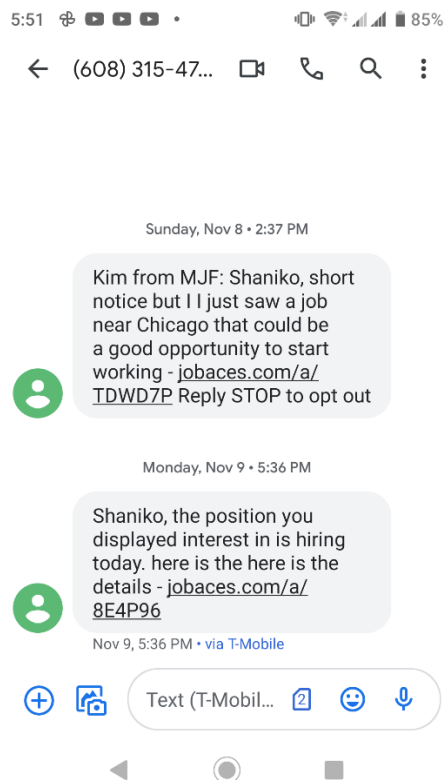 5:51 85%
(608) 315-47...
Sunday, Nov 8 • 2:37 PM
Kim from MJF: Shaniko, short
notice but I I just saw a job
near Chicago that could be
a good opportunity to start
working - jobaces.com/a/
TDWD7P Reply STOP to opt out
Monday, Nov 9 • 5:36 PM
Shaniko, the position you
displayed interest in is hiring
today. here is the here is the
details - jobaces.com/a/
8E4P96
Nov 9, 5:36 PM • via T-Mobile
Text (T-Mobil... 2